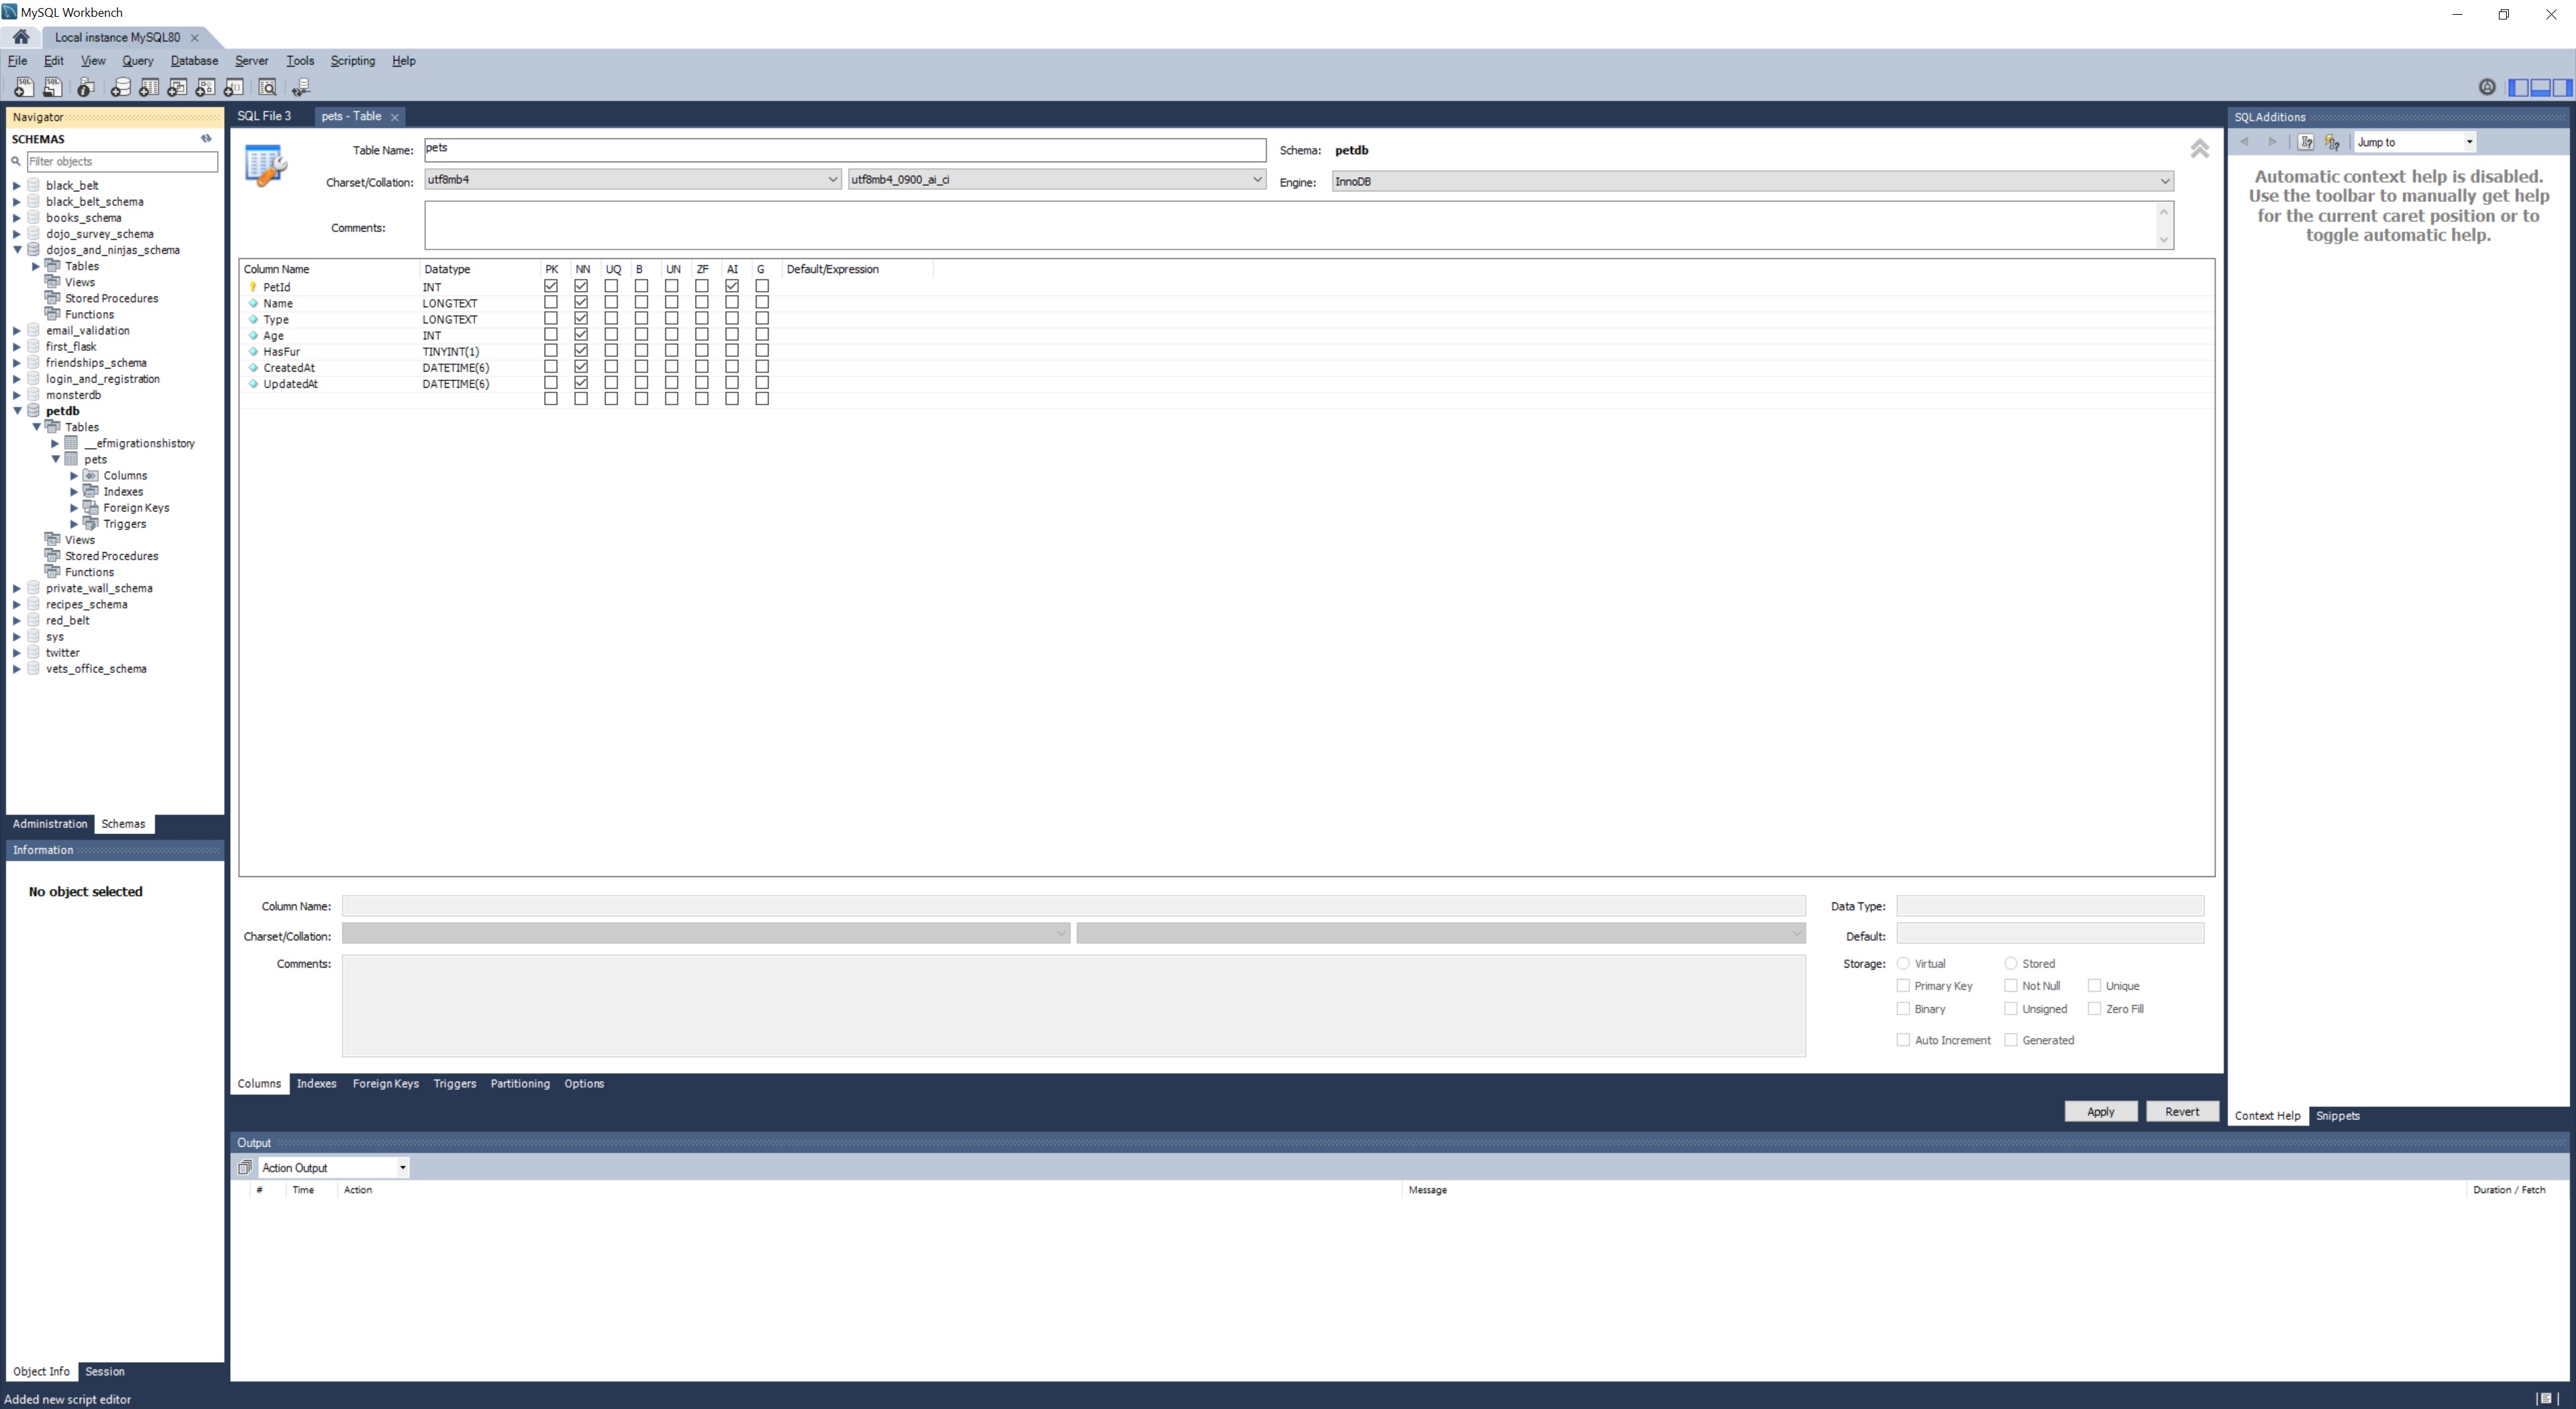 MySQL Workbench
Local instance MySQL80
File Edit View Query Database Server Tools Scripting Help
Navigator
SCHEMAS
Filter objects
black_belt
black_belt_schema
books_schema
dojo_survey_schema
dojos_and_ninjas_schema
Tables
Views
Stored Procedures
Functions
email_validation
first_flask
friendships_schema
login_and_registration
monsterdb
petdb
Tables
__efmigrationshistory
pets
Columns
Indexes
Foreign Keys
Triggers
Views
Stored Procedures
Functions
private_wall_schema
recipes_schema
red_belt
sys
twitter
vets_office_schema
Administration Schemas
Information
No object selected
Object Info Session
SQL File 3 pets - Table
Table Name: pets Schema: petdb
Charset/Collation: utf8mb4 utf8mb4_0900_ai_ci Engine: InnoDB
Comments:
Column Name Datatype PK NN UQ B UN ZF AI G Default/Expression
PetId INT
Name LONGTEXT
Type LONGTEXT
Age INT
HasFur TINYINT(1)
CreatedAt DATETIME(6)
UpdatedAt DATETIME(6)
Column Name: Data Type:
Charset/Collation: Default:
Comments: Storage: Virtual Stored
Primary Key Not Null Unique
Binary Unsigned Zero Fill
Auto Increment Generated
Columns Indexes Foreign Keys Triggers Partitioning Options
Apply Revert
Output
Action Output
# Time Action Message Duration / Fetch
SQLAdditions
Jump to
Automatic context help is disabled.
Use the toolbar to manually get help
for the current caret position or to
toggle automatic help.
Context Help Snippets
Added new script editor